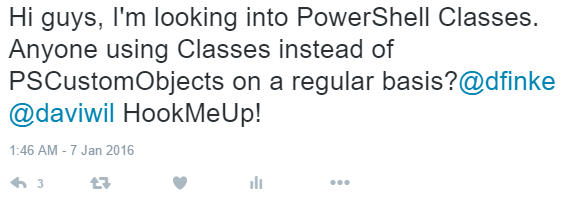 Hi guys, I'm looking into PowerShell Classes.
Anyone using Classes instead of
PSCustomObjects on a regular basis?@dfinke
@daviwil HookMeUp!
1:46 AM - 7 Jan 2016
3